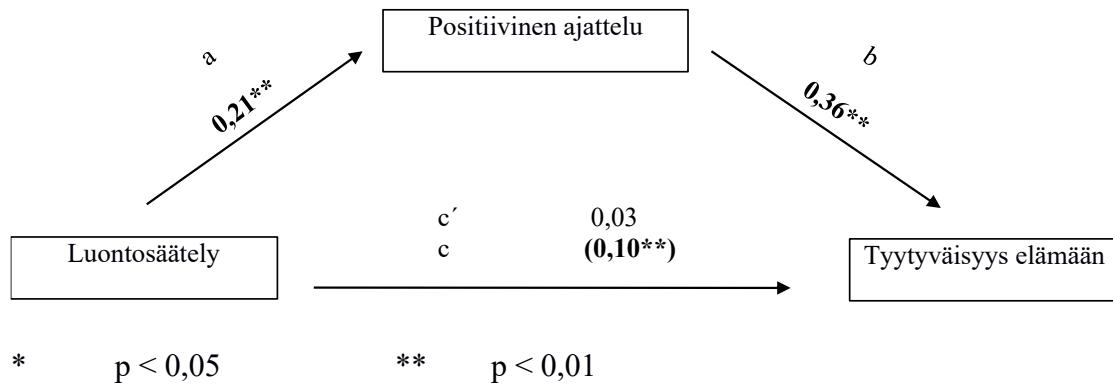 Positiivinen ajattelu
a
0,21**
b
0,36**
c´ 0,03
c (0,10**)
Luontosäätely
Tyytyväisyys elämään
* p < 0,05 ** p < 0,01